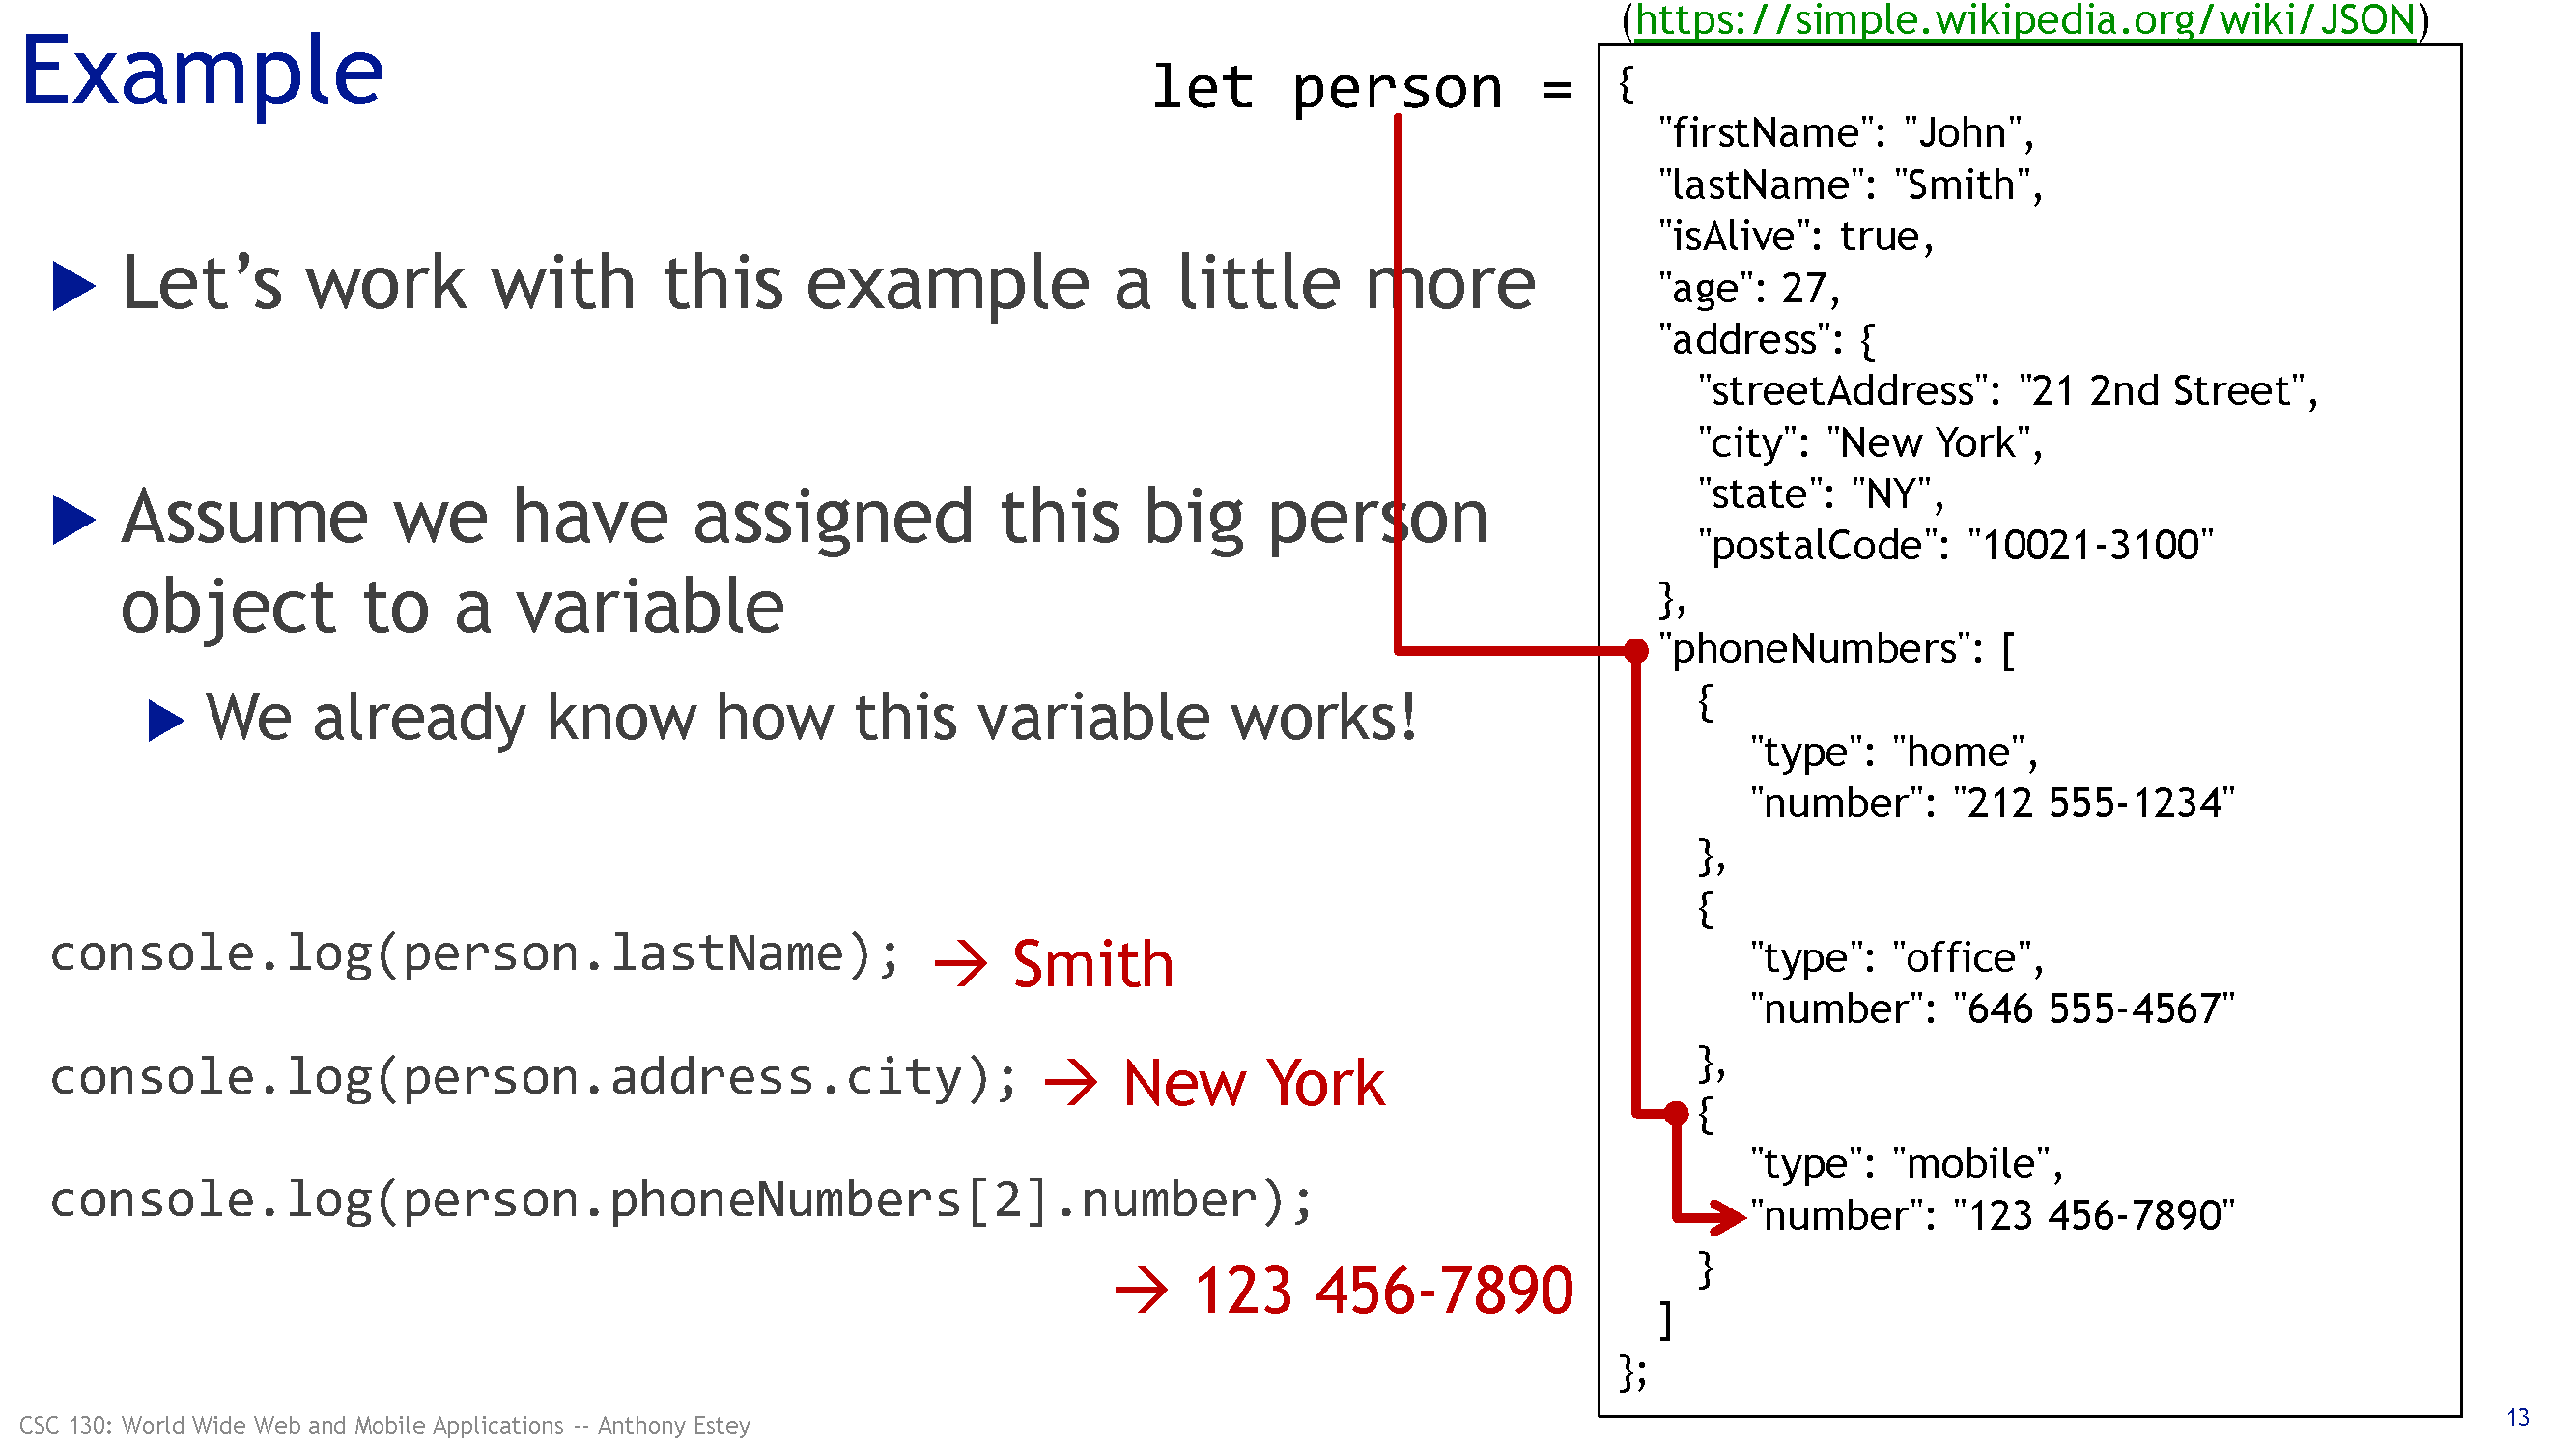 Example
▶ Let’s work with this example a little more
▶ Assume we have assigned this big person
object to a variable
▶ We already know how this variable works!
console.log(person.lastName); → Smith
console.log(person.address.city); → New York
console.log(person.phoneNumbers[2].number);
→ 123 456-7890
(https://simple.wikipedia.org/wiki/JSON)
let person = {
"firstName": "John",
"lastName": "Smith",
"isAlive": true,
"age": 27,
"address": {
"streetAddress": "21 2nd Street",
"city": "New York",
"state": "NY",
"postalCode": "10021-3100"
},
"phoneNumbers": [
{
"type": "home",
"number": "212 555-1234"
},
{
"type": "office",
"number": "646 555-4567"
},
{
"type": "mobile",
"number": "123 456-7890"
}
]
};
CSC 130: World Wide Web and Mobile Applications -- Anthony Estey
13